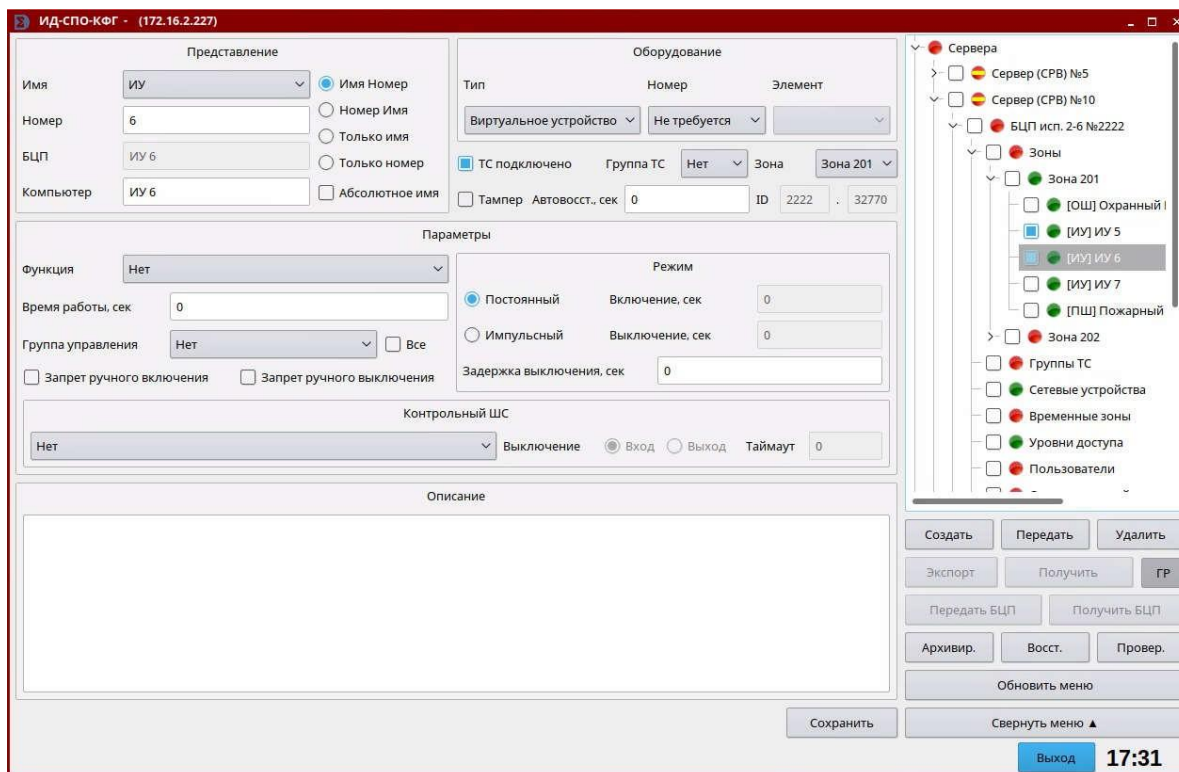 ИД-СПО-КФГ - (172.16.2.227)
Представление
Имя ИУ
Номер 6
БЦП ИУ 6
Компьютер ИУ 6
Имя Номер
Номер Имя
Только имя
Только номер
Абсолютное имя
Оборудование
Тип Номер Элемент
Виртуальное устройство Не требуется
ТС подключено Группа ТС Нет Зона Зона 201
Тампер Автовосст., сек 0 ID 2222 . 32770
Параметры
Функция Нет
Время работы, сек 0
Группа управления Нет Все
Запрет ручного включения Запрет ручного выключения
Режим
Постоянный Включение, сек 0
Импульсный Выключение, сек 0
Задержка выключения, сек 0
Контрольный ШС
Нет Выключение Вход Выход Таймаут 0
Описание
Сохранить
Сервера
Сервер (СРВ) №5
Сервер (СРВ) №10
БЦП исп. 2-6 №2222
Зоны
Зона 201
[ОШ] Охранный
[ИУ] ИУ 5
[ИУ] ИУ 6
[ИУ] ИУ 7
[ПШ] Пожарный
Зона 202
Группы ТС
Сетевые устройства
Временные зоны
Уровни доступа
Пользователи
Создать Передать Удалить
Экспорт Получить ГР
Передать БЦП Получить БЦП
Архивир. Восст. Провер.
Обновить меню
Свернуть меню ▲
Выход 17:31